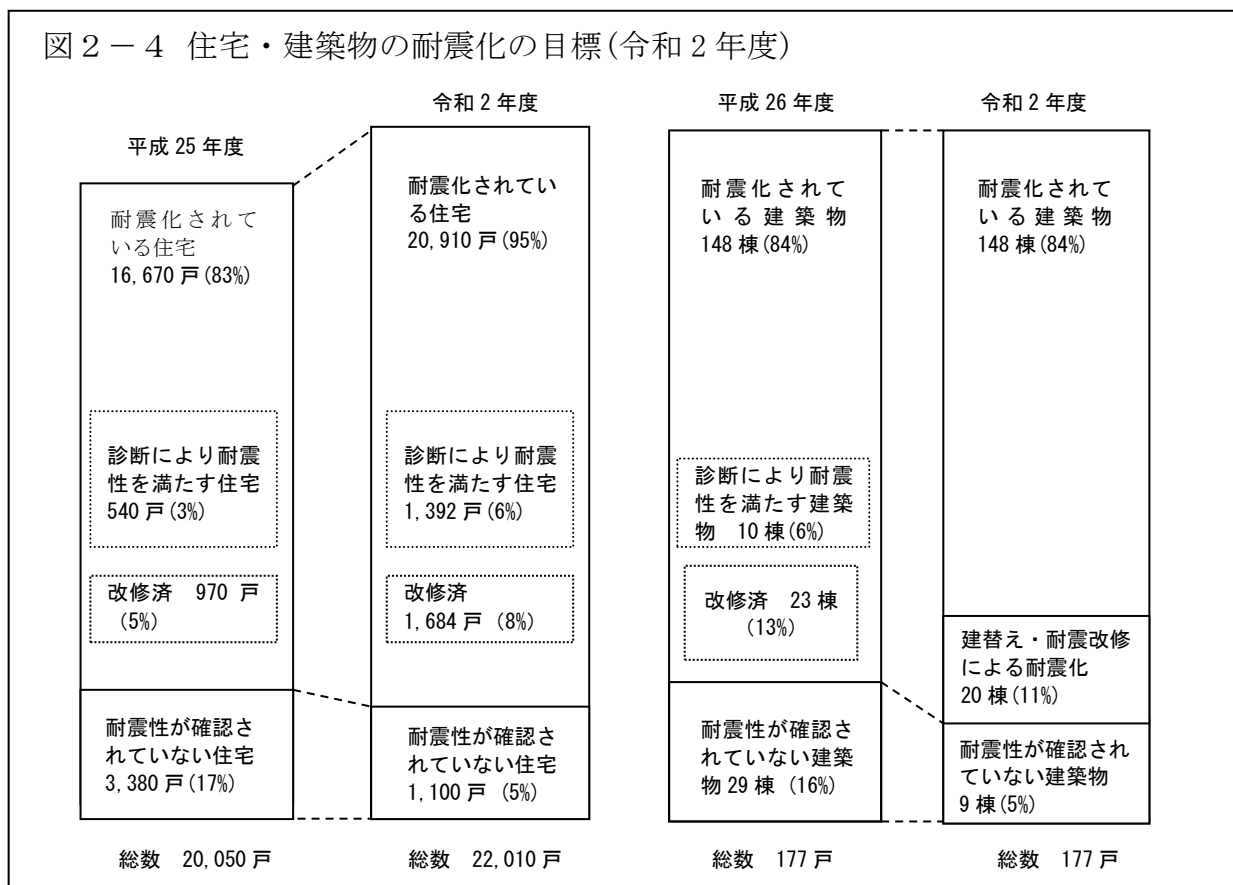 図２－４ 住宅・建築物の耐震化の目標(令和２年度)
平成 25 年度
耐震化されて
いる住宅
16,670 戸(83%)
診断により耐震
性を満たす住宅
540 戸(3%)
改修済　970 戸
(5%)
耐震性が確認さ
れていない住宅
3,380 戸(17%)
総数　20,050 戸
令和 2 年度
耐震化されてい
る住宅
20,910 戸(95%)
診断により耐震
性を満たす住宅
1,392 戸(6%)
改修済
1,684 戸 (8%)
耐震性が確認さ
れていない住宅
1,100 戸 (5%)
総数　22,010 戸
平成 26 年度
耐震化されて
いる建築物
148 棟(84%)
診断により耐震
性を満たす建築
物　10 棟(6%)
改修済　23 棟
(13%)
耐震性が確認さ
れていない建築
物 29 棟 (16%)
総数　177 戸
令和 2 年度
耐震化されて
いる建築物
148 棟(84%)
建替え・耐震改修
による耐震化
20 棟(11%)
耐震性が確認され
ていない建築物
9 棟(5%)
総数　177 戸